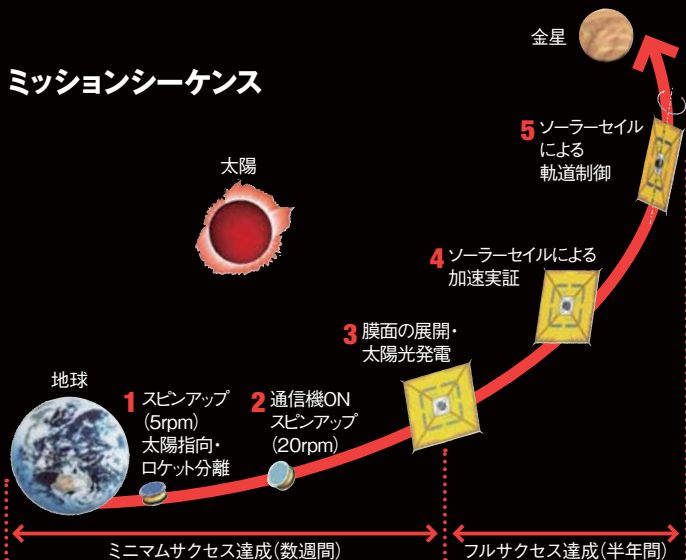 ミッションシーケンス
金星
太陽
地球
1 スピンアップ
(5rpm)
太陽指向・
ロケット分離
2 通信機ON
スピンアップ
(20rpm)
3 膜面の展開・
太陽光発電
4 ソーラーセイルによる
加速実証
5 ソーラーセイル
による
軌道制御
ミニマムサクセス達成(数週間)
フルサクセス達成(半年間)